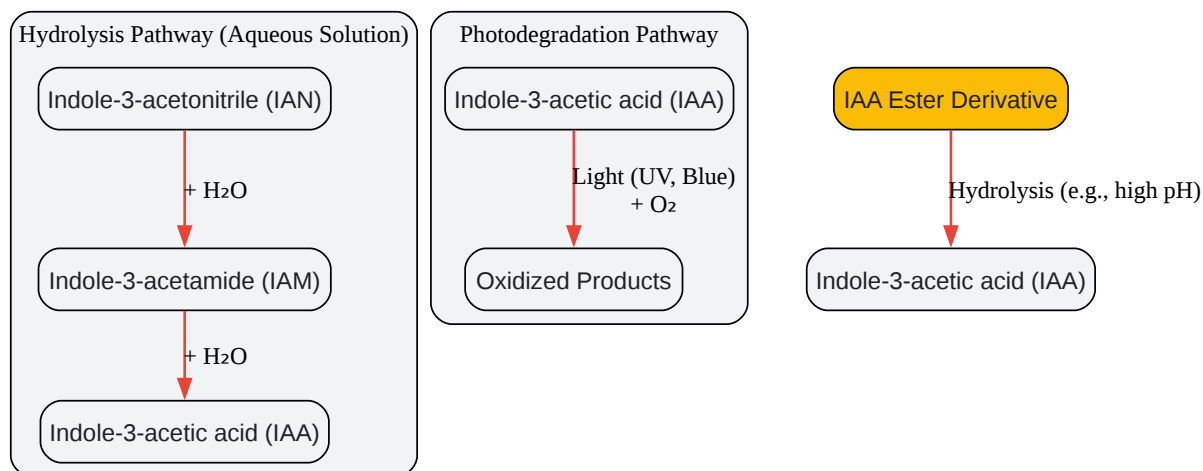 Hydrolysis Pathway (Aqueous Solution)
Indole-3-acetonitrile (IAN)
+ H₂O
Indole-3-acetamide (IAM)
+ H₂O
Indole-3-acetic acid (IAA)
Photodegradation Pathway
Indole-3-acetic acid (IAA)
Light (UV, Blue)
+ O₂
Oxidized Products
IAA Ester Derivative
Hydrolysis (e.g., high pH)
Indole-3-acetic acid (IAA)